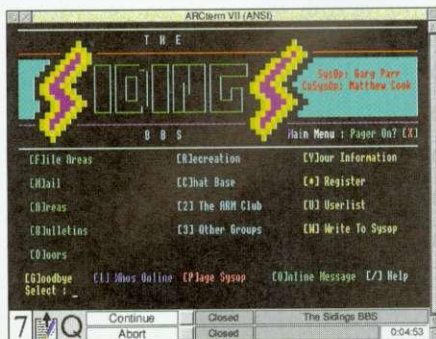 ARCterm VII (ANSI)
T H E
SIDINGS
SysOp: Gary Parr
CoSysOp: Matthew Cook
B B S
Main Menu : Pager On? [X]
[F]ile Areas [R]ecreation [Y]our Information
[M]ail [C]hat Base [*] Register
[A]reas [2] The ARM Club [U] Userlist
[B]ulletins [3] Other Groups [W] Write To Sysop
[D]oors
[G]oodbye [1] Whos Online [P]age Sysop [O]nline Message [/] Help
Select : _
7 Q Continue Closed The Sidings BBS
Abort Closed 0:04:53